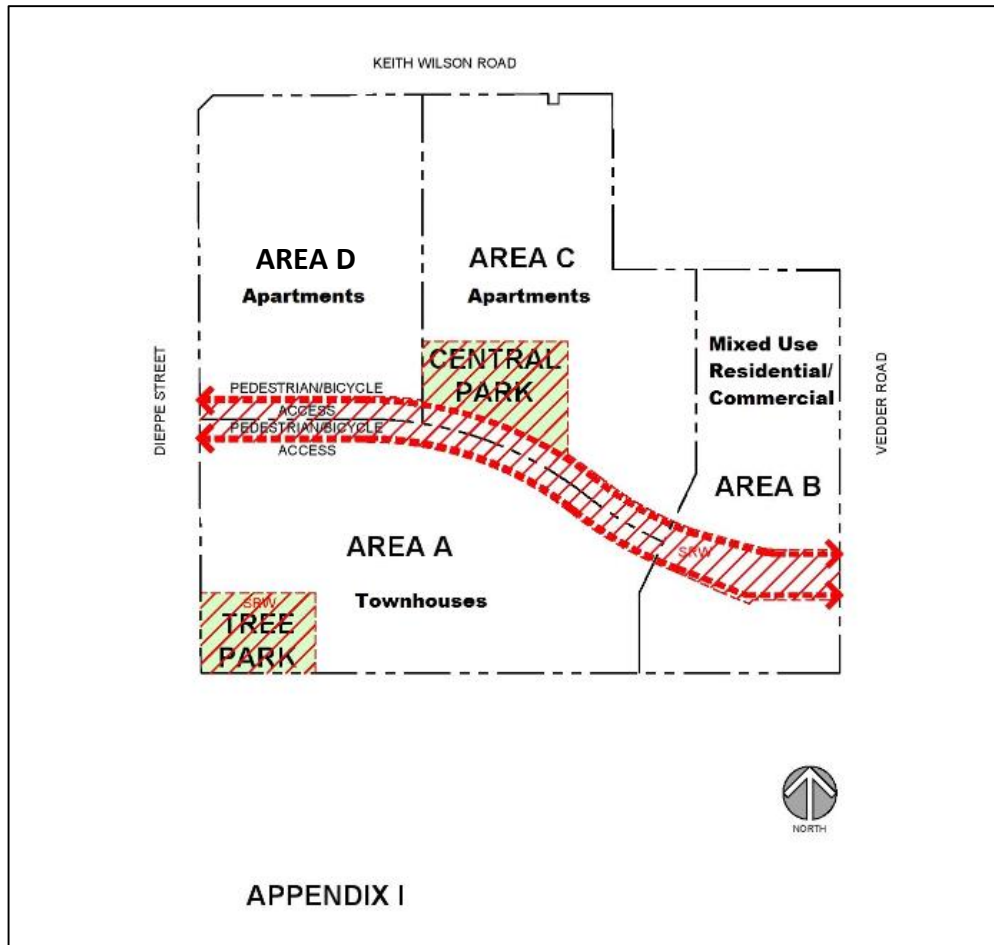 KEITH WILSON ROAD
AREA D
Apartments
AREA C
Apartments
CENTRAL
PARK
Mixed Use
Residential/
Commercial
DIEPPE STREET
VEDDER ROAD
PEDESTRIAN/BICYCLE
ACCESS
PEDESTRIAN/BICYCLE
ACCESS
AREA B
AREA A
SRW
Townhouses
SRW
TREE
PARK
NORTH
APPENDIX I